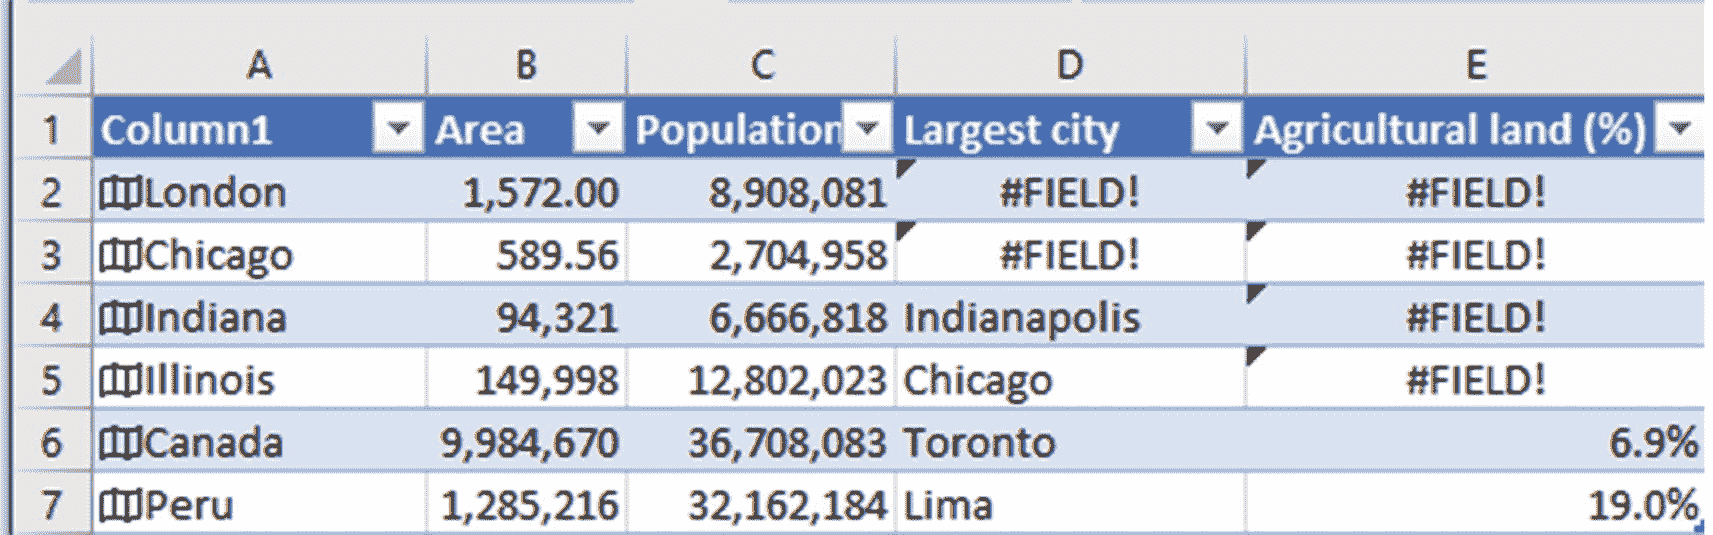 A B C D E
1 Column1 Area Population Largest city Agricultural land (%)
2 London 1,572.00 8,908,081 #FIELD! #FIELD!
3 Chicago 589.56 2,704,958 #FIELD! #FIELD!
4 Indiana 94,321 6,666,818 Indianapolis #FIELD!
5 Illinois 149,998 12,802,023 Chicago #FIELD!
6 Canada 9,984,670 36,708,083 Toronto 6.9%
7 Peru 1,285,216 32,162,184 Lima 19.0%